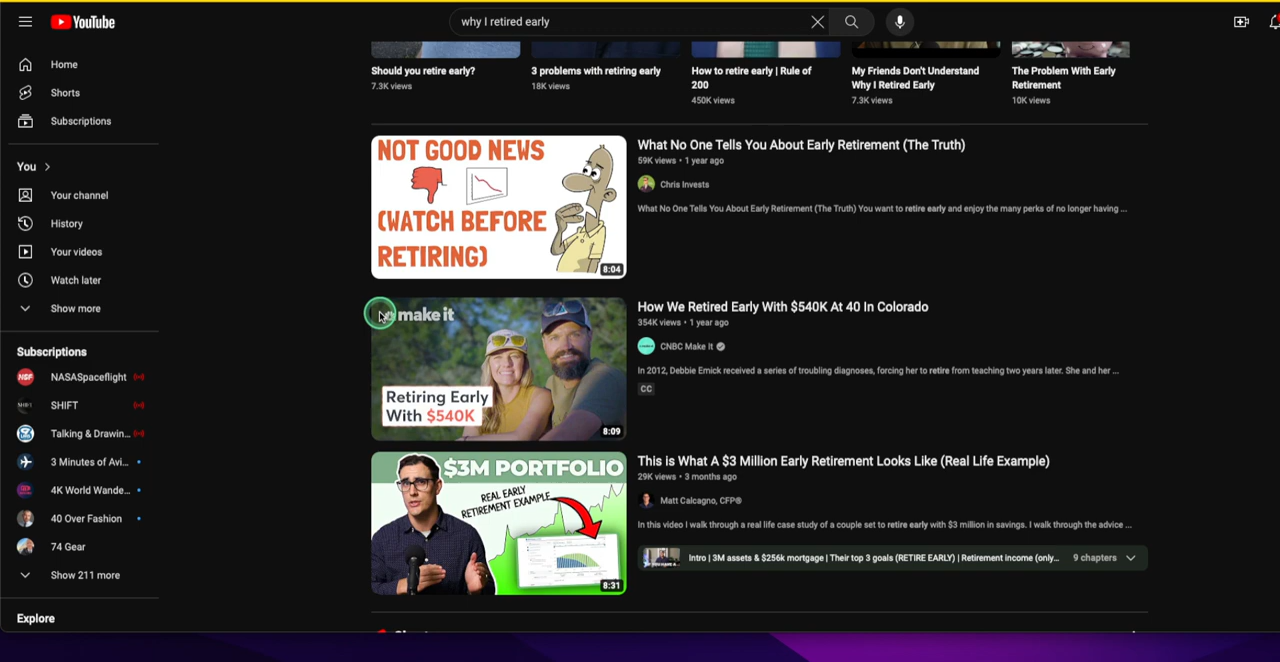 YouTube
why I retired early
Home
Shorts
Subscriptions
You
Your channel
History
Your videos
Watch later
Show more
Subscriptions
NASASpaceflight
SHIFT
Talking & Drawin...
3 Minutes of Avi...
4K World Wande...
40 Over Fashion
74 Gear
Show 211 more
Explore
Should you retire early?
7.3K views
3 problems with retiring early
18K views
How to retire early | Rule of
200
450K views
My Friends Don't Understand
Why I Retired Early
7.3K views
The Problem With Early
Retirement
10K views
NOT GOOD NEWS
(WATCH BEFORE
RETIRING)
8:04
What No One Tells You About Early Retirement (The Truth)
59K views • 1 year ago
Chris Invests
What No One Tells You About Early Retirement (The Truth) You want to retire early and enjoy the many perks of no longer having ...
make it
Retiring Early
With $540K
8:09
How We Retired Early With $540K At 40 In Colorado
354K views • 1 year ago
CNBC Make It
In 2012, Debbie Emick received a series of troubling diagnoses, forcing her to retire from teaching two years later. She and her ...
CC
$3M PORTFOLIO
REAL EARLY
RETIREMENT EXAMPLE
8:31
This is What A $3 Million Early Retirement Looks Like (Real Life Example)
29K views • 3 months ago
Matt Calcagno, CFP®
In this video I walk through a real life case study of a couple set to retire early with $3 million in savings. I walk through the advice ...
Intro | 3M assets & $256k mortgage | Their top 3 goals (RETIRE EARLY) | Retirement income (only...
9 chapters